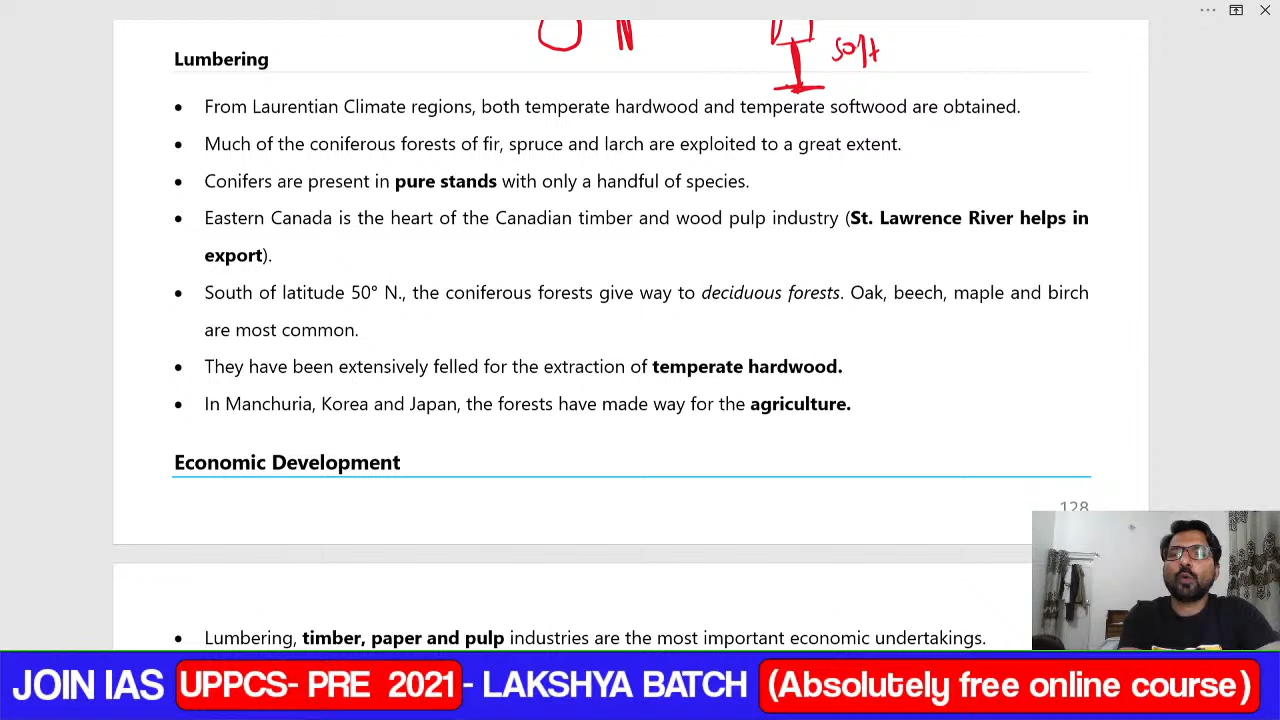 soft
Lumbering
• From Laurentian Climate regions, both temperate hardwood and temperate softwood are obtained.
• Much of the coniferous forests of fir, spruce and larch are exploited to a great extent.
• Conifers are present in pure stands with only a handful of species.
• Eastern Canada is the heart of the Canadian timber and wood pulp industry (St. Lawrence River helps in
export).
• South of latitude 50° N., the coniferous forests give way to deciduous forests. Oak, beech, maple and birch
are most common.
• They have been extensively felled for the extraction of temperate hardwood.
• In Manchuria, Korea and Japan, the forests have made way for the agriculture.
Economic Development
128
• Lumbering, timber, paper and pulp industries are the most important economic undertakings.
JOIN IAS UPPCS- PRE 2021 - LAKSHYA BATCH (Absolutely free online course)